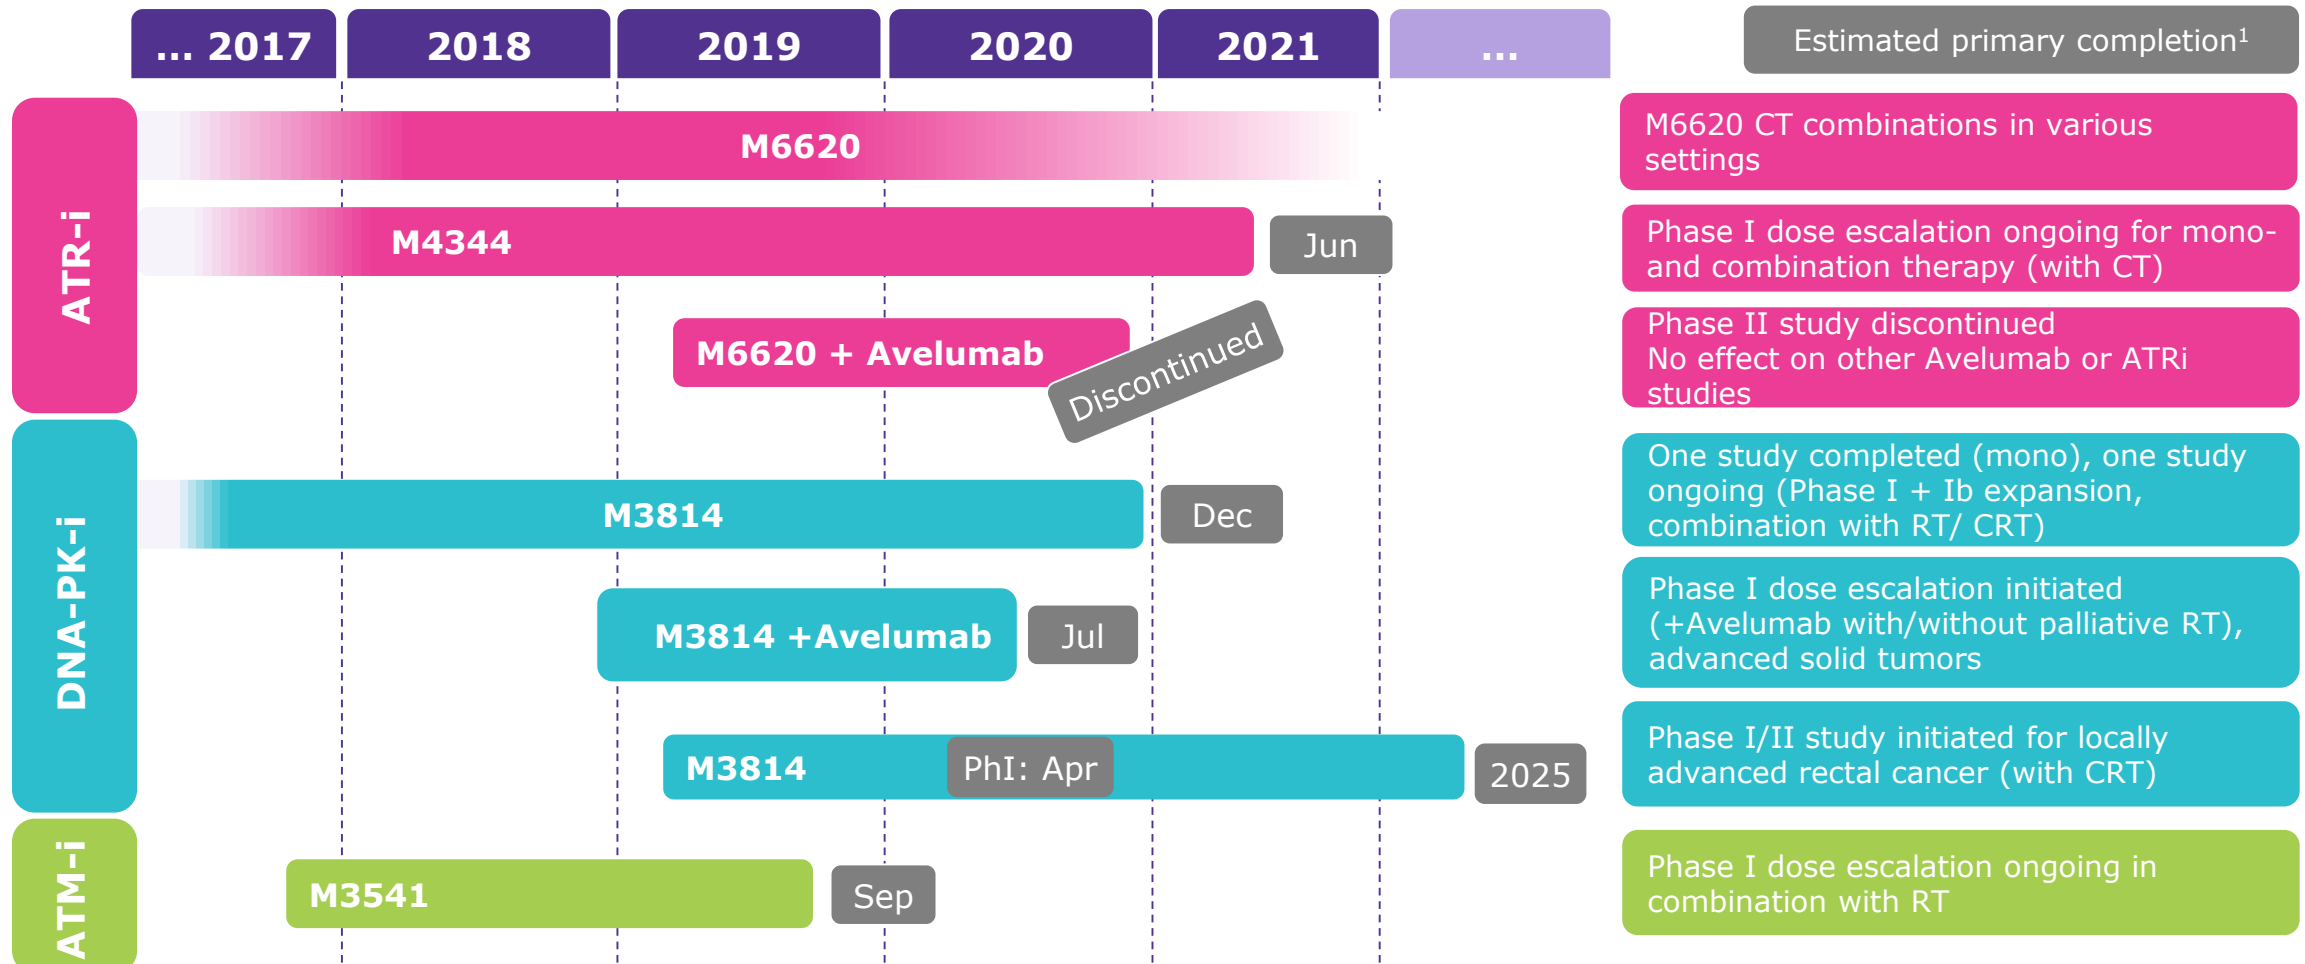 ... 2017
2018
2019
2020
2021
...
Estimated primary completion¹
ATR-i
M6620
M6620 CT combinations in various
settings
M4344
Jun
Phase I dose escalation ongoing for mono-
and combination therapy (with CT)
M6620 + Avelumab
Discontinued
Phase II study discontinued
No effect on other Avelumab or ATRi
studies
DNA-PK-i
M3814
Dec
One study completed (mono), one study
ongoing (Phase I + Ib expansion,
combination with RT/ CRT)
M3814 +Avelumab
Jul
Phase I dose escalation initiated
(+Avelumab with/without palliative RT),
advanced solid tumors
M3814
PhI: Apr
2025
Phase I/II study initiated for locally
advanced rectal cancer (with CRT)
ATM-i
M3541
Sep
Phase I dose escalation ongoing in
combination with RT